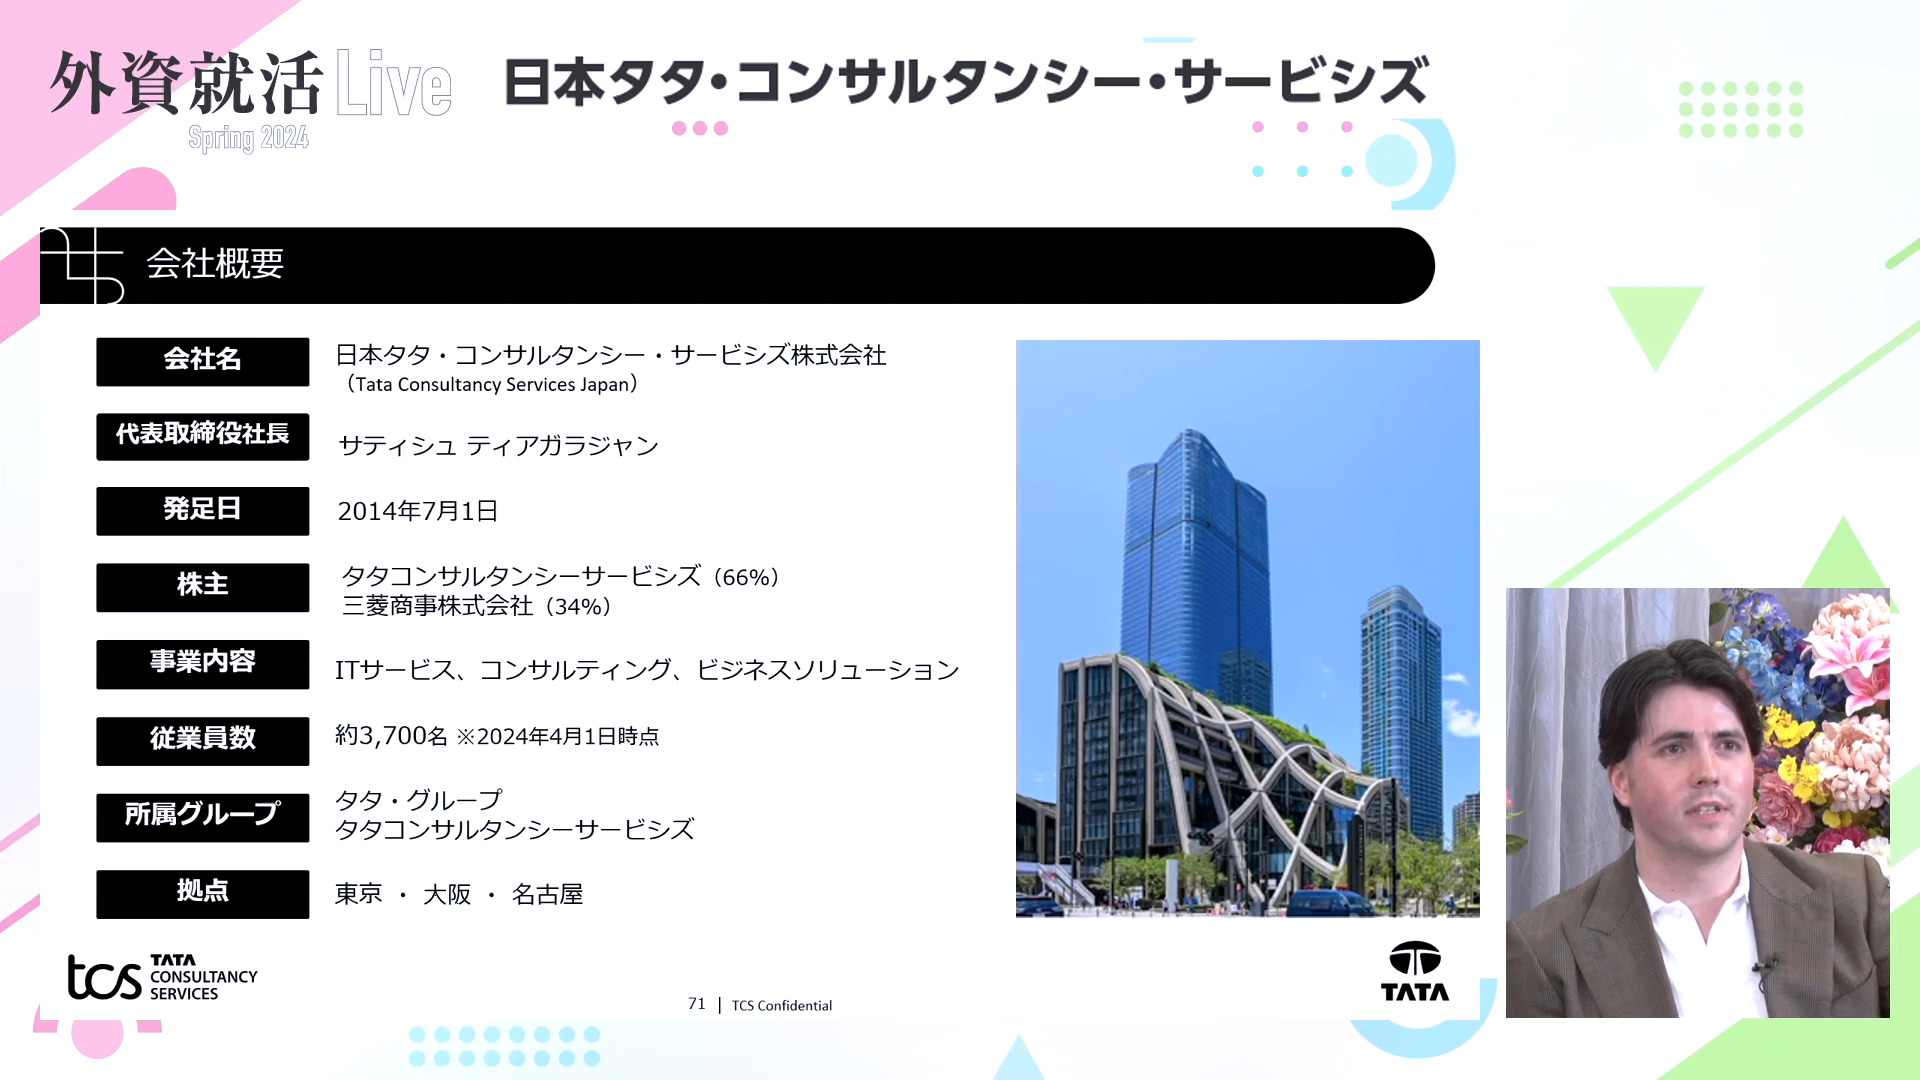 外資就活Live
Spring 2024
日本タタ・コンサルタンシー・サービシズ
会社概要
会社名
日本タタ・コンサルタンシー・サービシズ株式会社
（Tata Consultancy Services Japan）
代表取締役社長
サティシュ ティアガラジャン
発足日
2014年7月1日
株主
タタコンサルタンシーサービシズ（66%）
三菱商事株式会社（34%）
事業内容
ITサービス、コンサルティング、ビジネスソリューション
従業員数
約3,700名 ※2024年4月1日時点
所属グループ
タタ・グループ
タタコンサルタンシーサービシズ
拠点
東京 ・ 大阪 ・ 名古屋
tcs TATA
CONSULTANCY
SERVICES
71 | TCS Confidential
TATA